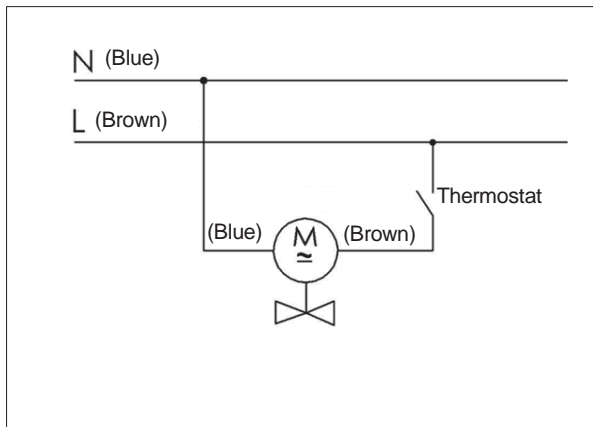 N (Blue)
L (Brown)
Thermostat
(Blue) M (Brown)
≃